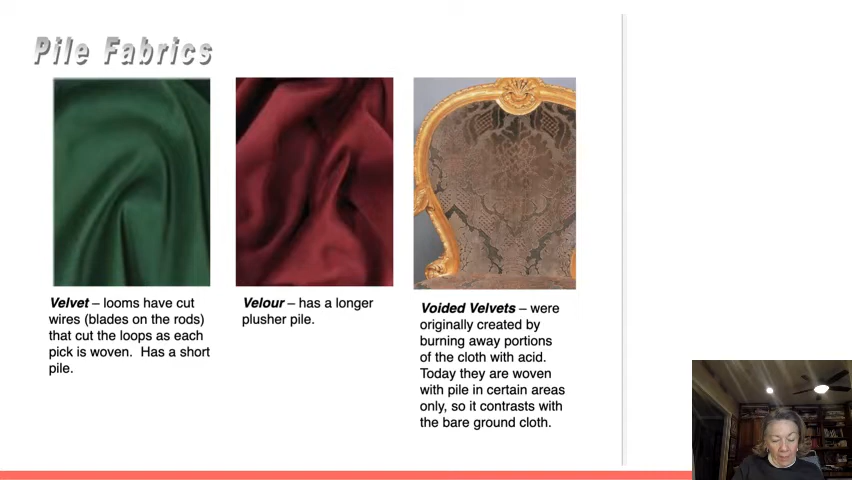 Pile Fabrics
Velvet – looms have cut
wires (blades on the rods)
that cut the loops as each
pick is woven.  Has a short
pile.
Velour – has a longer
plusher pile.
Voided Velvets – were
originally created by
burning away portions
of the cloth with acid.
Today they are woven
with pile in certain areas
only, so it contrasts with
the bare ground cloth.